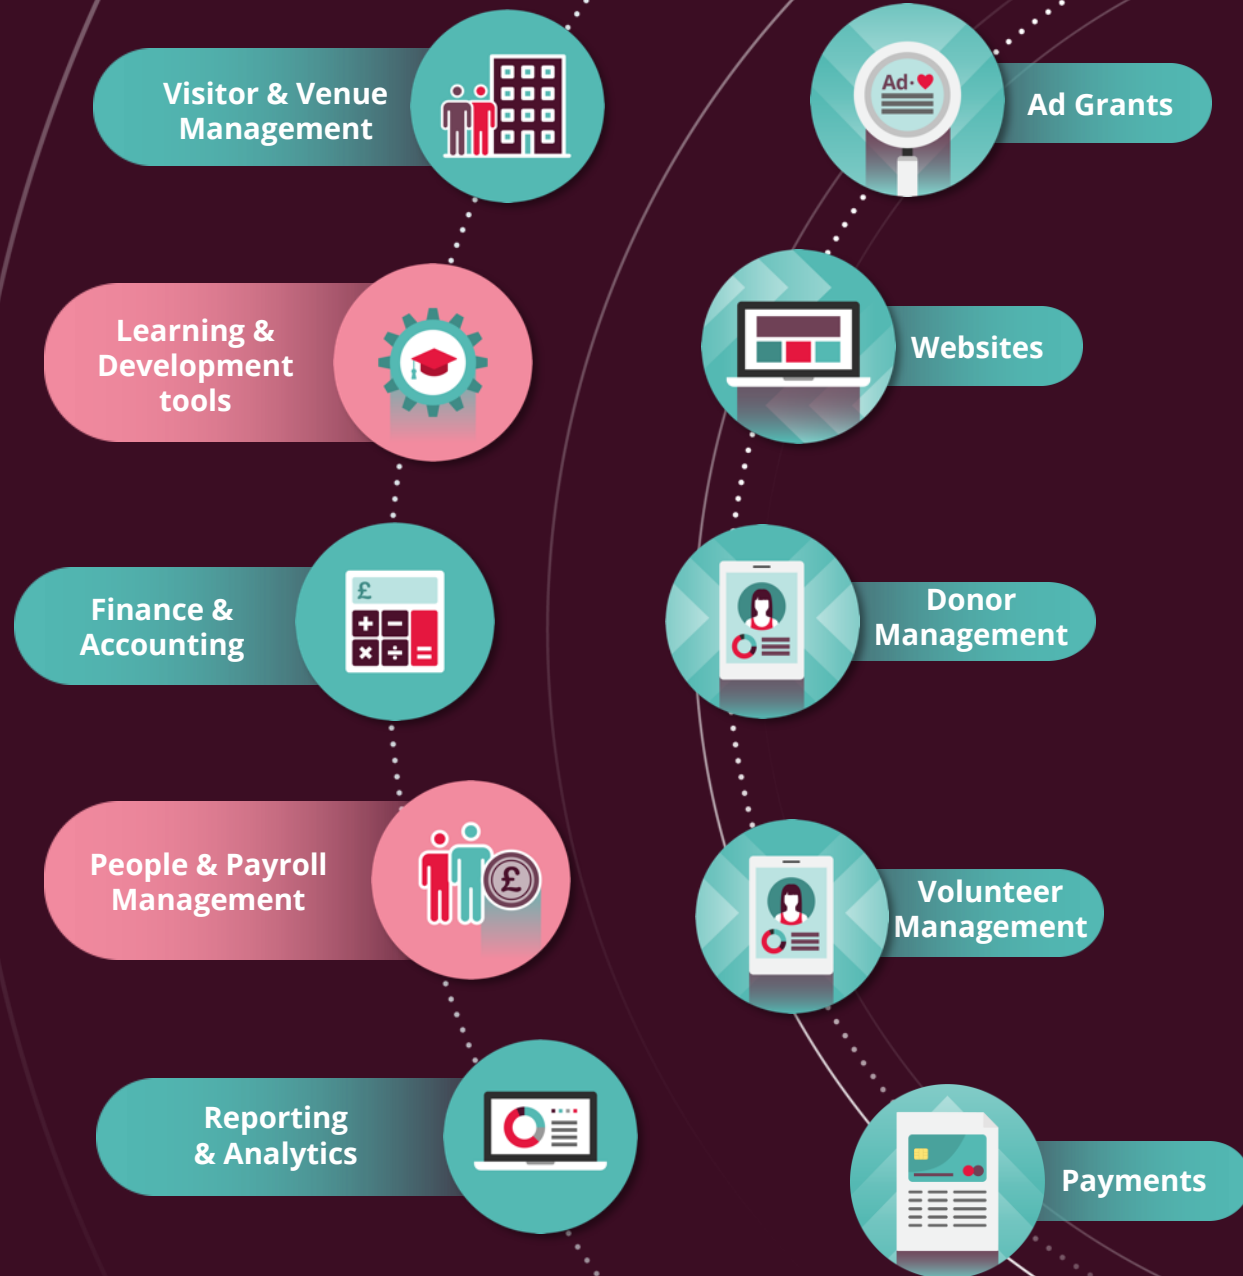 Visitor & Venue
Management
Learning &
Development
tools
£
Finance &
Accounting
People & Payroll
Management
£
Reporting
& Analytics
Ad
Ad Grants
Websites
Donor
Management
Volunteer
Management
Payments